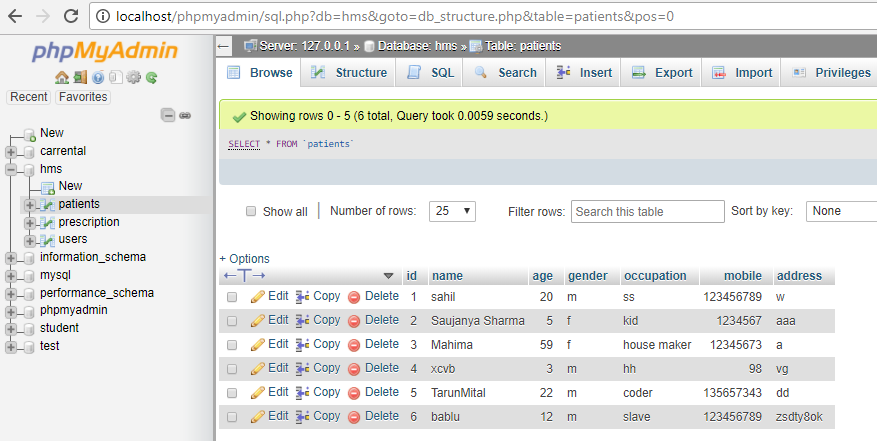 localhost/phpmyadmin/sql.php?db=hms&goto=db_structure.php&table=patients&pos=0
phpMyAdmin
Recent Favorites
New
carrental
hms
New
patients
prescription
users
information_schema
mysql
performance_schema
phpmyadmin
student
test
Server: 127.0.0.1 » Database: hms » Table: patients
Browse Structure SQL Search Insert Export Import Privileges
Showing rows 0 - 5 (6 total, Query took 0.0059 seconds.)
SELECT * FROM `patients`
Show all | Number of rows: 25 Filter rows: Search this table Sort by key: None
+ Options
←T→ id name age gender occupation mobile address
Edit Copy Delete 1 sahil 20 m ss 123456789 w
Edit Copy Delete 2 Saujanya Sharma 5 f kid 1234567 aaa
Edit Copy Delete 3 Mahima 59 f house maker 12345673 a
Edit Copy Delete 4 xcvb 3 m hh 98 vg
Edit Copy Delete 5 TarunMital 22 m coder 135657343 dd
Edit Copy Delete 6 bablu 12 m slave 123456789 zsdty8ok